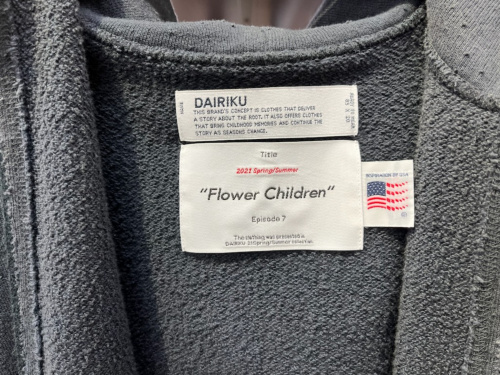 DAIRIKU
THIS BRAND'S CONCEPT IS CLOTHES THAT DELIVER
A STORY ABOUT THE ROOT. IT ALSO OFFERS CLOTHES
THAT BRING CHILDHOOD MEMORIES AND CONTINUE THE
STORY AS SEASONS CHANGE.
Title
2021 Spring/Summer
"Flower Children"
Episode 7
The clothing was presented in
DAIRIKU 21Spring/Summer collection